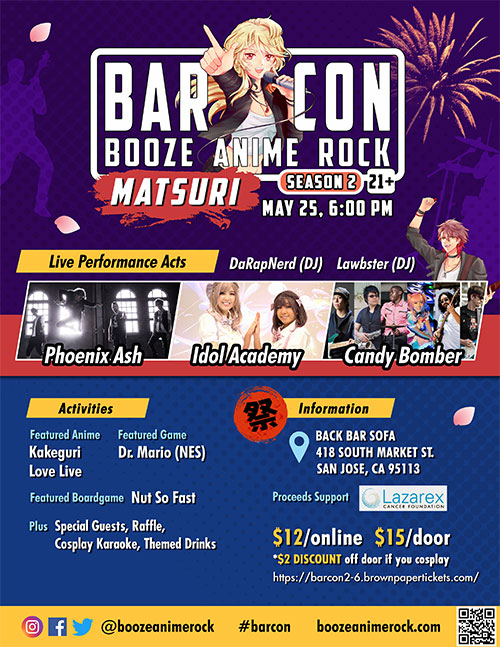 BAR CON
BOOZE ANIME ROCK
MATSURI
SEASON 2 21+
MAY 25, 6:00 PM
Live Performance Acts
DaRapNerd (DJ) Lawbster (DJ)
Phoenix Ash
Idol Academy
Candy Bomber
Activities
Featured Anime
Kakeguri
Love Live
Featured Game
Dr. Mario (NES)
Featured Boardgame Nut So Fast
Plus Special Guests, Raffle,
Cosplay Karaoke, Themed Drinks
祭
Information
BACK BAR SOFA
418 SOUTH MARKET ST.
SAN JOSE, CA 95113
Proceeds Support
Lazarex
CANCER FOUNDATION
$12/online $15/door
*$2 DISCOUNT off door if you cosplay
https://barcon2-6.brownpapertickets.com/
@boozeanimerock #barcon boozeanimerock.com